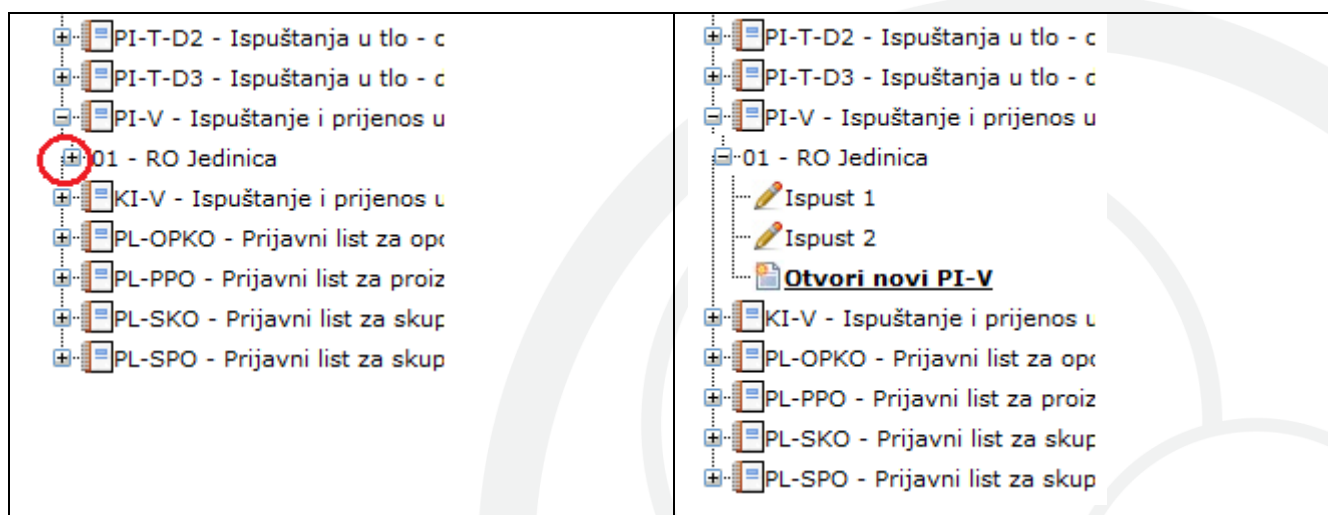 PI-T-D2 - Ispuštanja u tlo - c
PI-T-D3 - Ispuštanja u tlo - c
PI-V - Ispuštanje i prijenos u
01 - RO Jedinica
KI-V - Ispuštanje i prijenos u
PL-OPKO - Prijavni list za opo
PL-PPO - Prijavni list za proiz
PL-SKO - Prijavni list za skup
PL-SPO - Prijavni list za skup
PI-T-D2 - Ispuštanja u tlo - c
PI-T-D3 - Ispuštanja u tlo - c
PI-V - Ispuštanje i prijenos u
01 - RO Jedinica
Ispust 1
Ispust 2
Otvori novi PI-V
KI-V - Ispuštanje i prijenos u
PL-OPKO - Prijavni list za opo
PL-PPO - Prijavni list za proiz
PL-SKO - Prijavni list za skup
PL-SPO - Prijavni list za skup